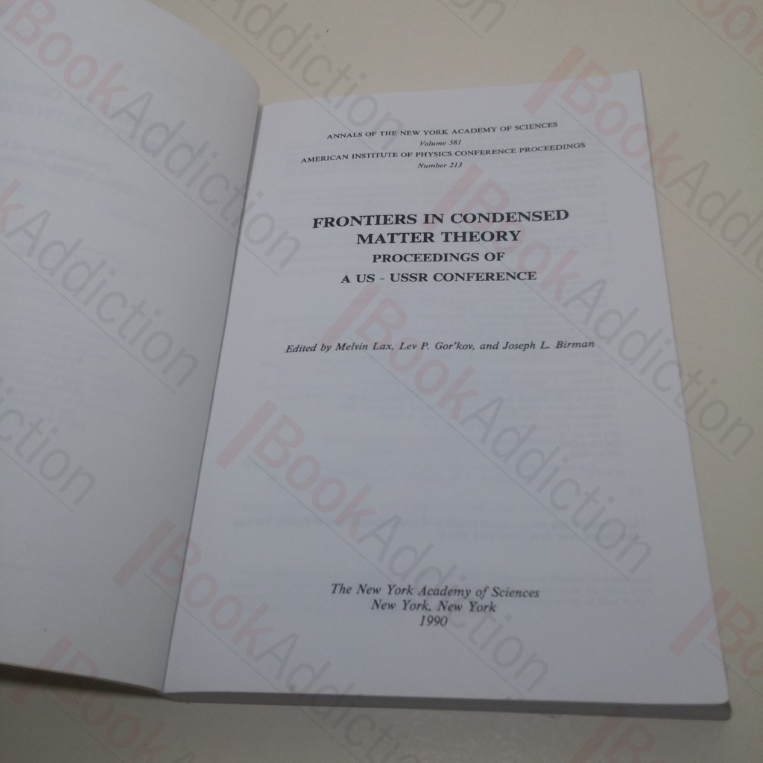 ANNALS OF THE NEW YORK ACADEMY OF SCIENCES
Volume 581
AMERICAN INSTITUTE OF PHYSICS CONFERENCE PROCEEDINGS
Number 213
FRONTIERS IN CONDENSED
MATTER THEORY
PROCEEDINGS OF
A US - USSR CONFERENCE
Edited by Melvin Lax, Lev P. Gor'kov, and Joseph L. Birman
The New York Academy of Sciences
New York, New York
1990
BookAddiction